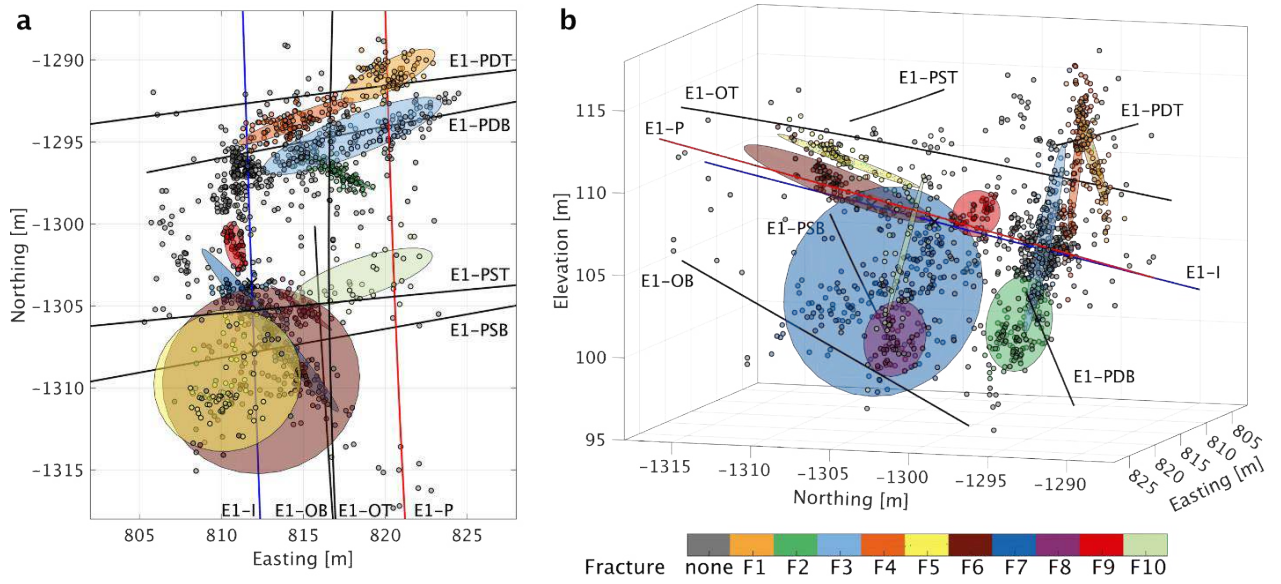 a
b
-1290
-1295
-1300
-1305
-1310
-1315
Northing [m]
805
810
815
820
825
Easting [m]
E1-PDT
E1-PDB
E1-PST
E1-PSB
E1-I
E1-OB
E1-OT
E1-P
115
110
105
100
95
Elevation [m]
E1-OT
E1-PST
E1-P
E1-PDT
E1-PSB
E1-OB
E1-I
E1-PDB
-1315
-1310
-1305
-1300
-1295
-1290
Northing [m]
825
820
815
810
805
Easting [m]
Fracture none F1 F2 F3 F4 F5 F6 F7 F8 F9 F10